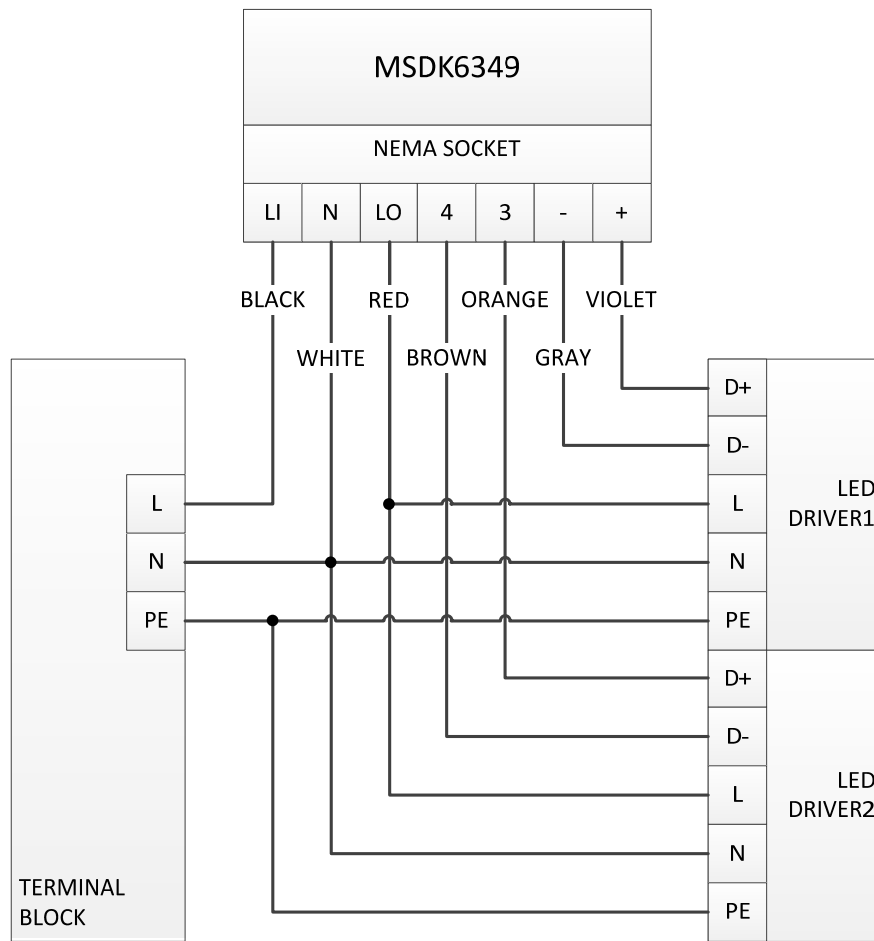 MSDK6349
NEMA SOCKET
LI N LO 4 3 - +
BLACK RED ORANGE VIOLET
WHITE BROWN GRAY
D+
D-
L L
LED
DRIVER1
N N
PE PE
D+
D-
L
LED
DRIVER2
N
TERMINAL
BLOCK
PE